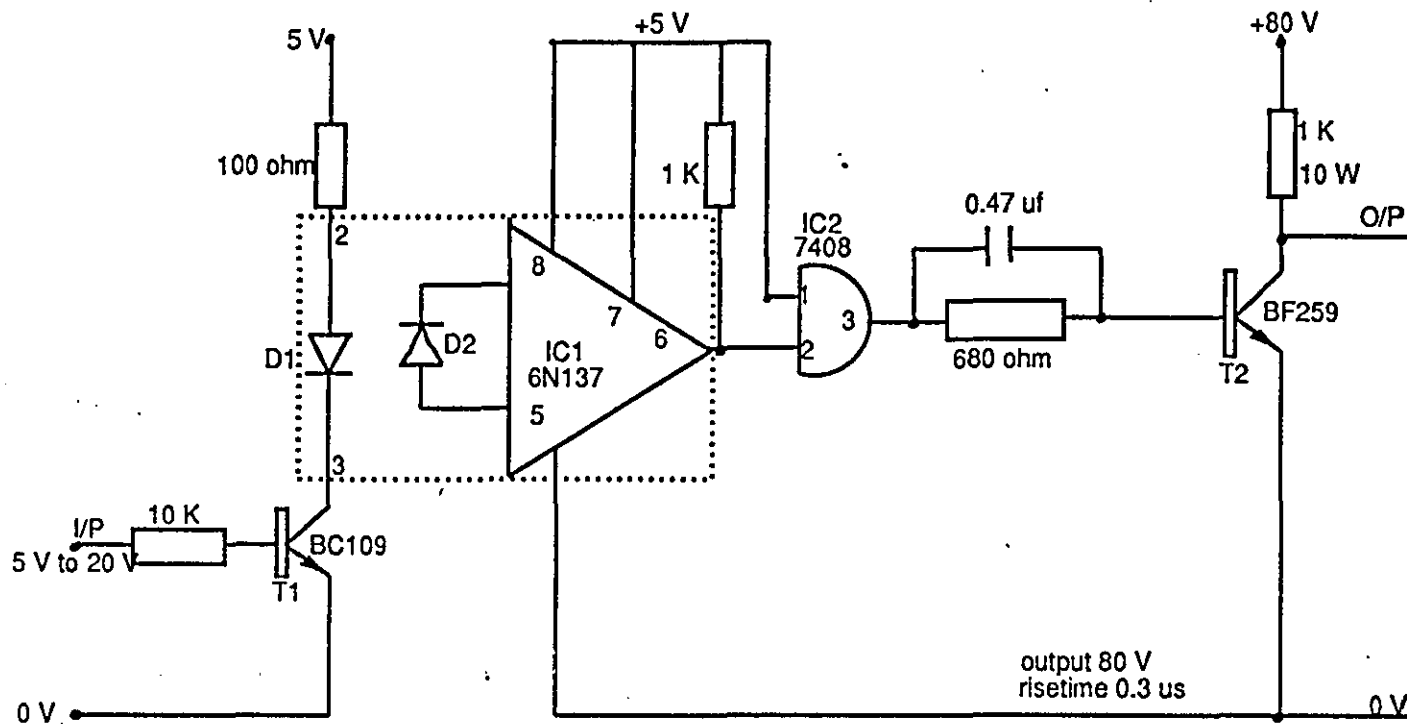 5 V
+5 V
+80 V
100 ohm
1 K
1 K
10 W
0.47 uf
IC2
7408
O/P
2
8
7
6
1
2
3
D1
D2
IC1
6N137
680 ohm
BF259
T2
5
3
I/P
10 K
5 V to 20 V
BC109
T1
output 80 V
risetime 0.3 us
0 V
0 V